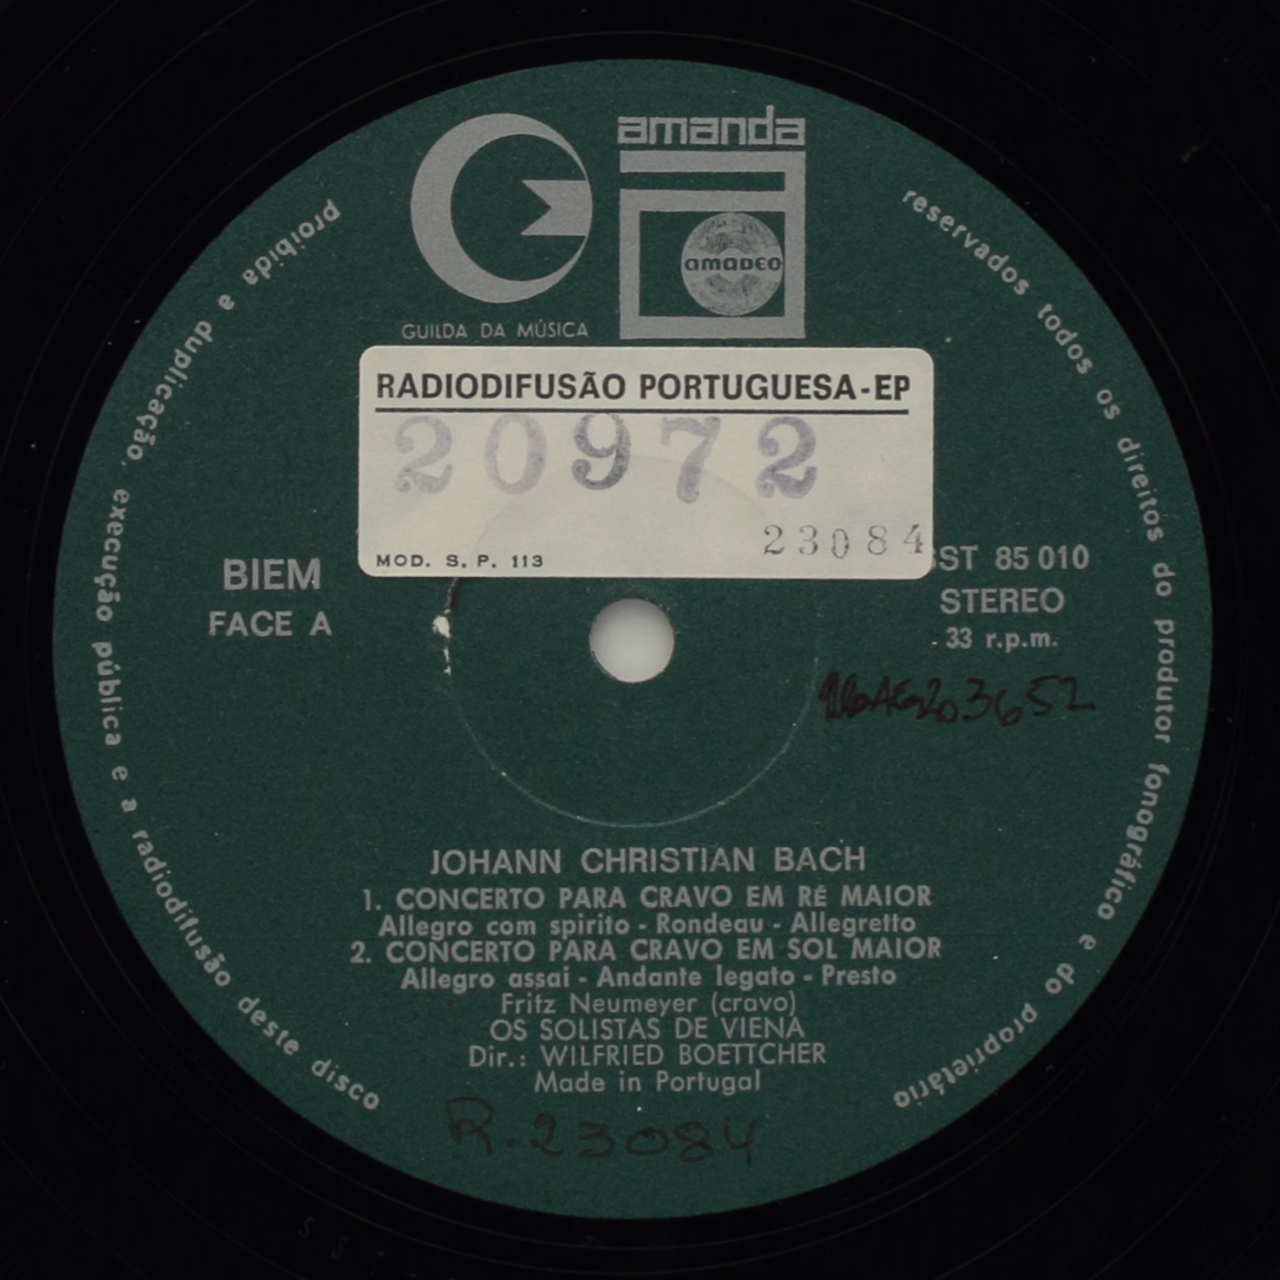 amanda
AMADEO
GUILDA DA MÚSICA
RADIODIFUSÃO PORTUGUESA-EP
20972
23084
MOD. S. P. 113
BIEM
FACE A
SST 85 010
STEREO
33 r.p.m.
JOHANN CHRISTIAN BACH
1. CONCERTO PARA CRAVO EM RÉ MAIOR
Allegro com spirito - Rondeau - Allegretto
2. CONCERTO PARA CRAVO EM SOL MAIOR
Allegro assai - Andante legato - Presto
Fritz Neumeyer (cravo)
OS SOLISTAS DE VIENA
Dir.: WILFRIED BOETTCHER
Made in Portugal
R.23084
reservados todos os direitos do produtor fonográfico e do proprietário
proibida a duplicação, execução pública e a radiodifusão deste disco